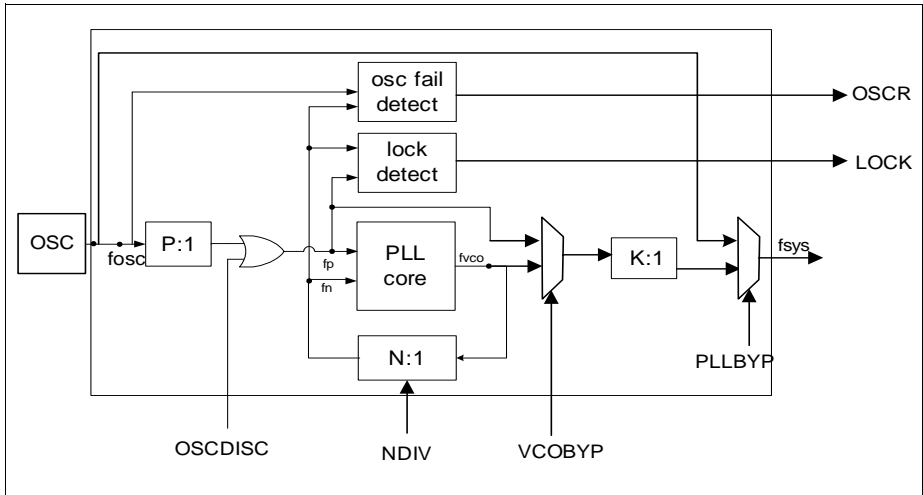 osc fail
detect
OSCR
lock
detect
LOCK
OSC
fosc
P:1
fp
fn
PLL
core
fvco
K:1
fsys
N:1
PLLBYP
OSCDISC
NDIV
VCOBYP